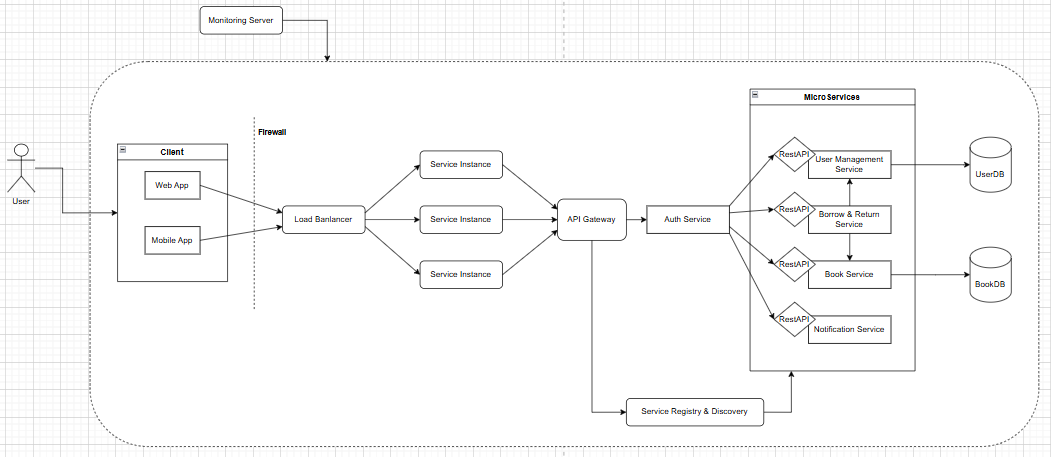 Monitoring Server
MicroServices
Firewall
Client
User
Web App
Mobile App
Load Banlancer
Service Instance
Service Instance
Service Instance
API Gateway
Auth Service
RestAPI
User Management
Service
RestAPI
Borrow & Return
Service
RestAPI
Book Service
RestAPI
Notification Service
UserDB
BookDB
Service Registry & Discovery